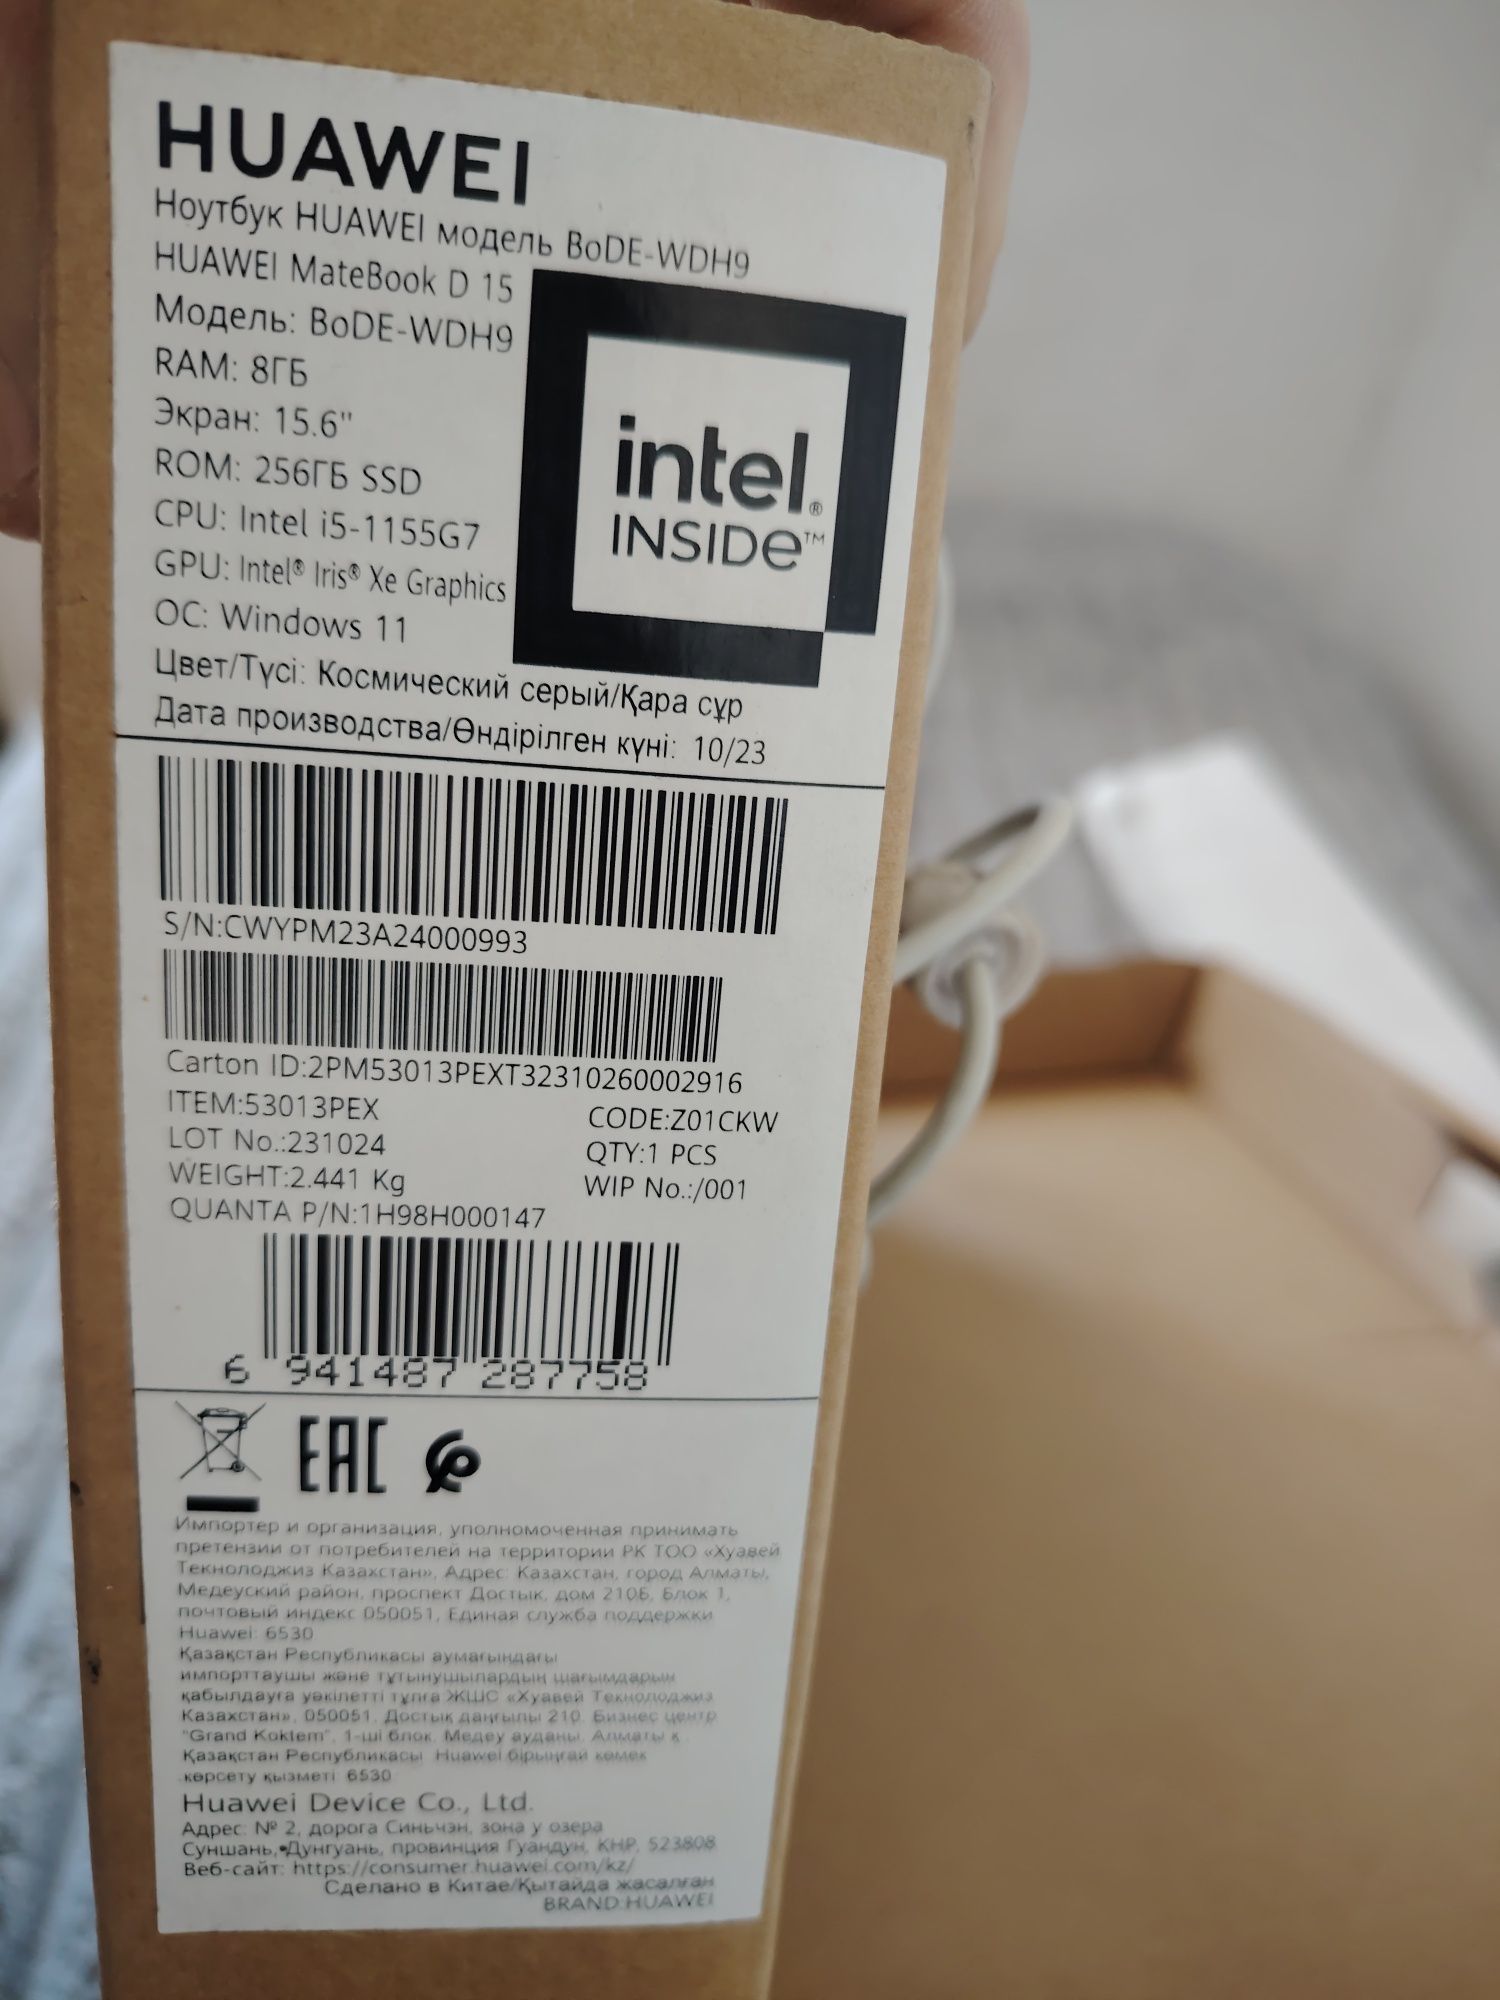 HUAWEI
Ноутбук HUAWEI модель BoDE-WDH9
HUAWEI MateBook D 15
Модель: BoDE-WDH9
RAM: 8ГБ
Экран: 15.6"
ROM: 256ГБ SSD
CPU: Intel i5-1155G7
GPU: Intel® Iris® Xe Graphics
ОС: Windows 11
Цвет/Түсі: Космический серый/Қара сұр
Дата производства/Өндірілген күні: 10/23
intel®
INSIDe™
S/N:CWYPM23A24000993
Carton ID:2PM53013PEXT32310260002916
ITEM:53013PEX
CODE:Z01CKW
LOT No.:231024
QTY:1 PCS
WEIGHT:2.441 Kg
WIP No.:/001
QUANTA P/N:1H98H000147
6 941487 287758
EAC
Импортер и организация, уполномоченная принимать
претензии от потребителей на территории РК ТОО «Хуавей
Текнолоджиз Казахстан», Адрес: Казахстан, город Алматы,
Медеуский район, проспект Достык, дом 210Б, Блок 1,
почтовый индекс 050051, Единая служба поддержки
Huawei: 6530
Қазақстан Республикасы аумағындағы
импорттаушы және тұтынушылардың шағымдарын
қабылдауға уәкілетті тұлға ЖШС «Хуавей Текнолоджиз
Казахстан», 050051, Достық даңғылы 210, Бизнес центр
"Grand Koktem", 1-ші блок, Медеу ауданы, Алматы қ.,
Қазақстан Республикасы Huawei бірыңғай көмек
көрсету қызметі: 6530
Huawei Device Co., Ltd.
Адрес: № 2, дорога Синьчэн, зона у озера
Суншань, Дунгуань, провинция Гуандун, КНР, 523808
Веб-сайт: https://consumer.huawei.com/kz/
Сделано в Китае/Қытайда жасалған
BRAND:HUAWEI